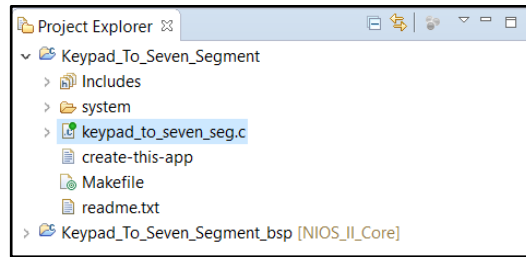 Project Explorer
Keypad_To_Seven_Segment
Includes
system
keypad_to_seven_seg.c
create-this-app
Makefile
readme.txt
Keypad_To_Seven_Segment_bsp [NIOS_II_Core]